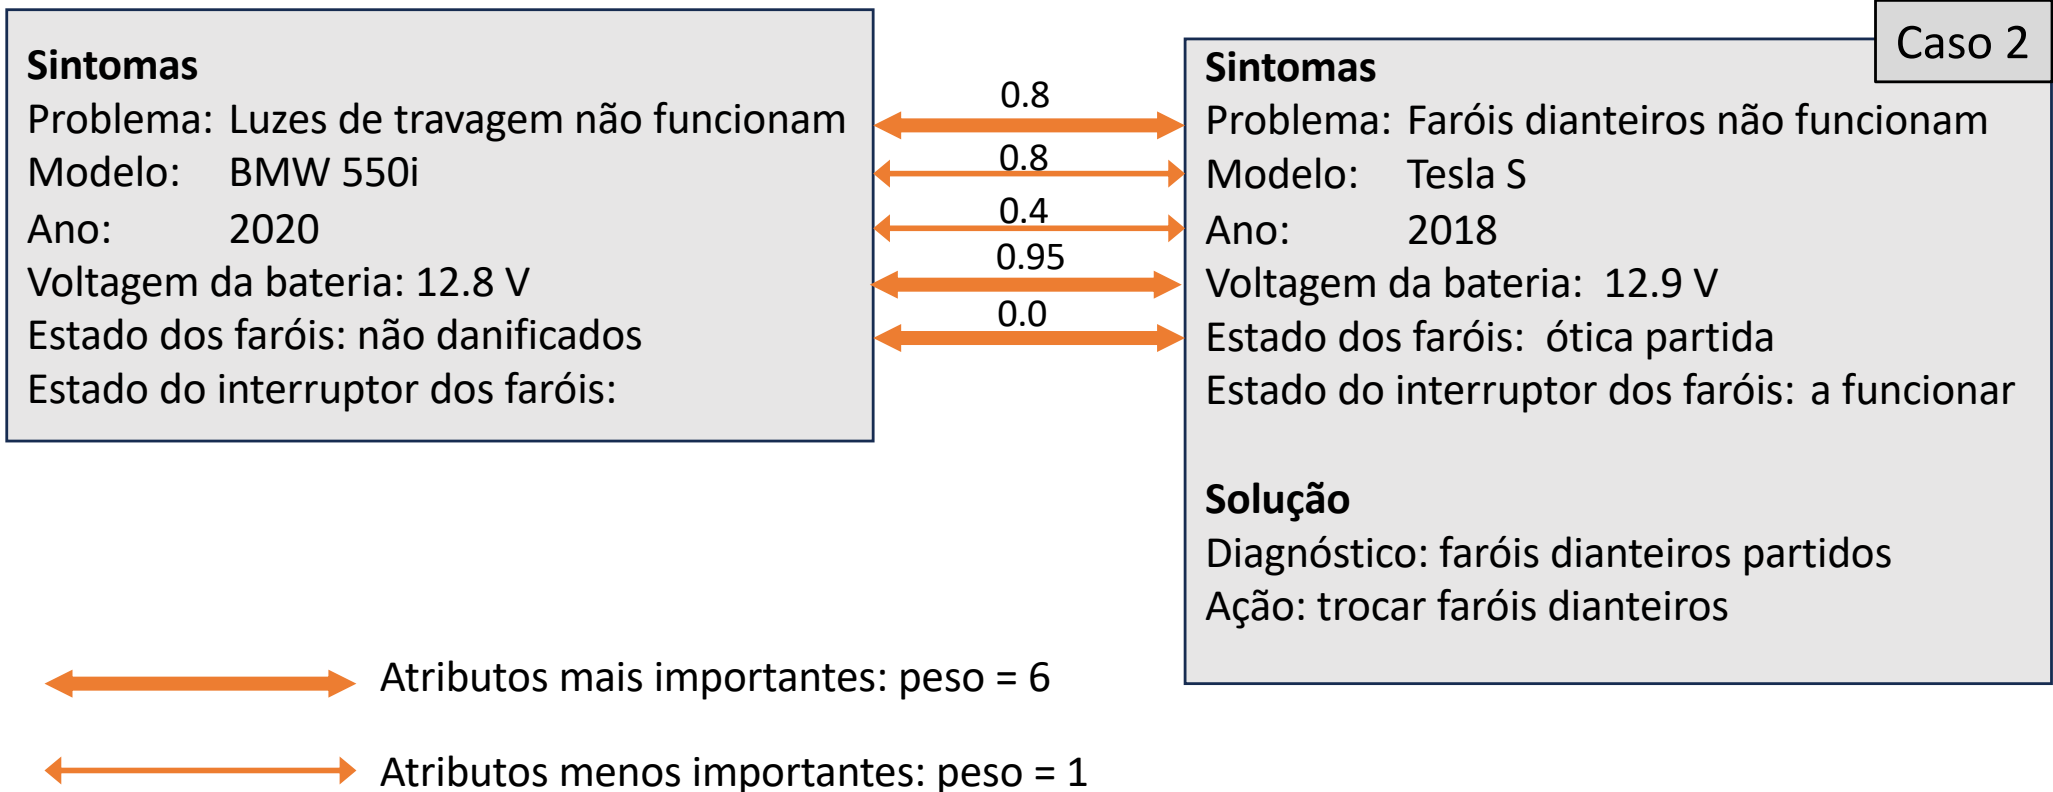 Sintomas
Problema: Luzes de travagem não funcionam
Modelo: BMW 550i
Ano: 2020
Voltagem da bateria: 12.8 V
Estado dos faróis: não danificados
Estado do interruptor dos faróis:
0.8
0.8
0.4
0.95
0.0
Caso 2
Sintomas
Problema: Faróis dianteiros não funcionam
Modelo: Tesla S
Ano: 2018
Voltagem da bateria: 12.9 V
Estado dos faróis: ótica partida
Estado do interruptor dos faróis: a funcionar
Solução
Diagnóstico: faróis dianteiros partidos
Ação: trocar faróis dianteiros
Atributos mais importantes: peso = 6
Atributos menos importantes: peso = 1